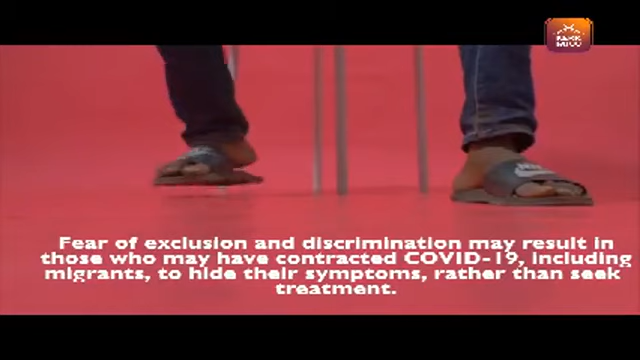 Fear of exclusion and discrimination may result in
those who may have contracted COVID-19, including
migrants, to hide their symptoms, rather than seek
treatment.